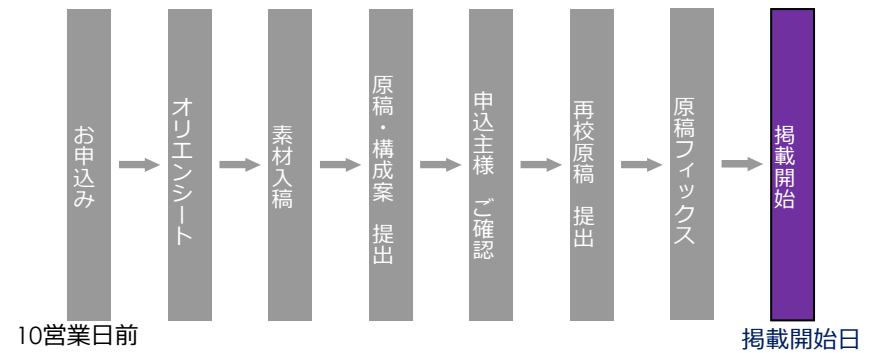 お申込み
オリエンシート
素材入稿
原稿・構成案　提出
申込主様　ご確認
再校原稿　提出
原稿フィックス
掲載開始
10営業日前
掲載開始日